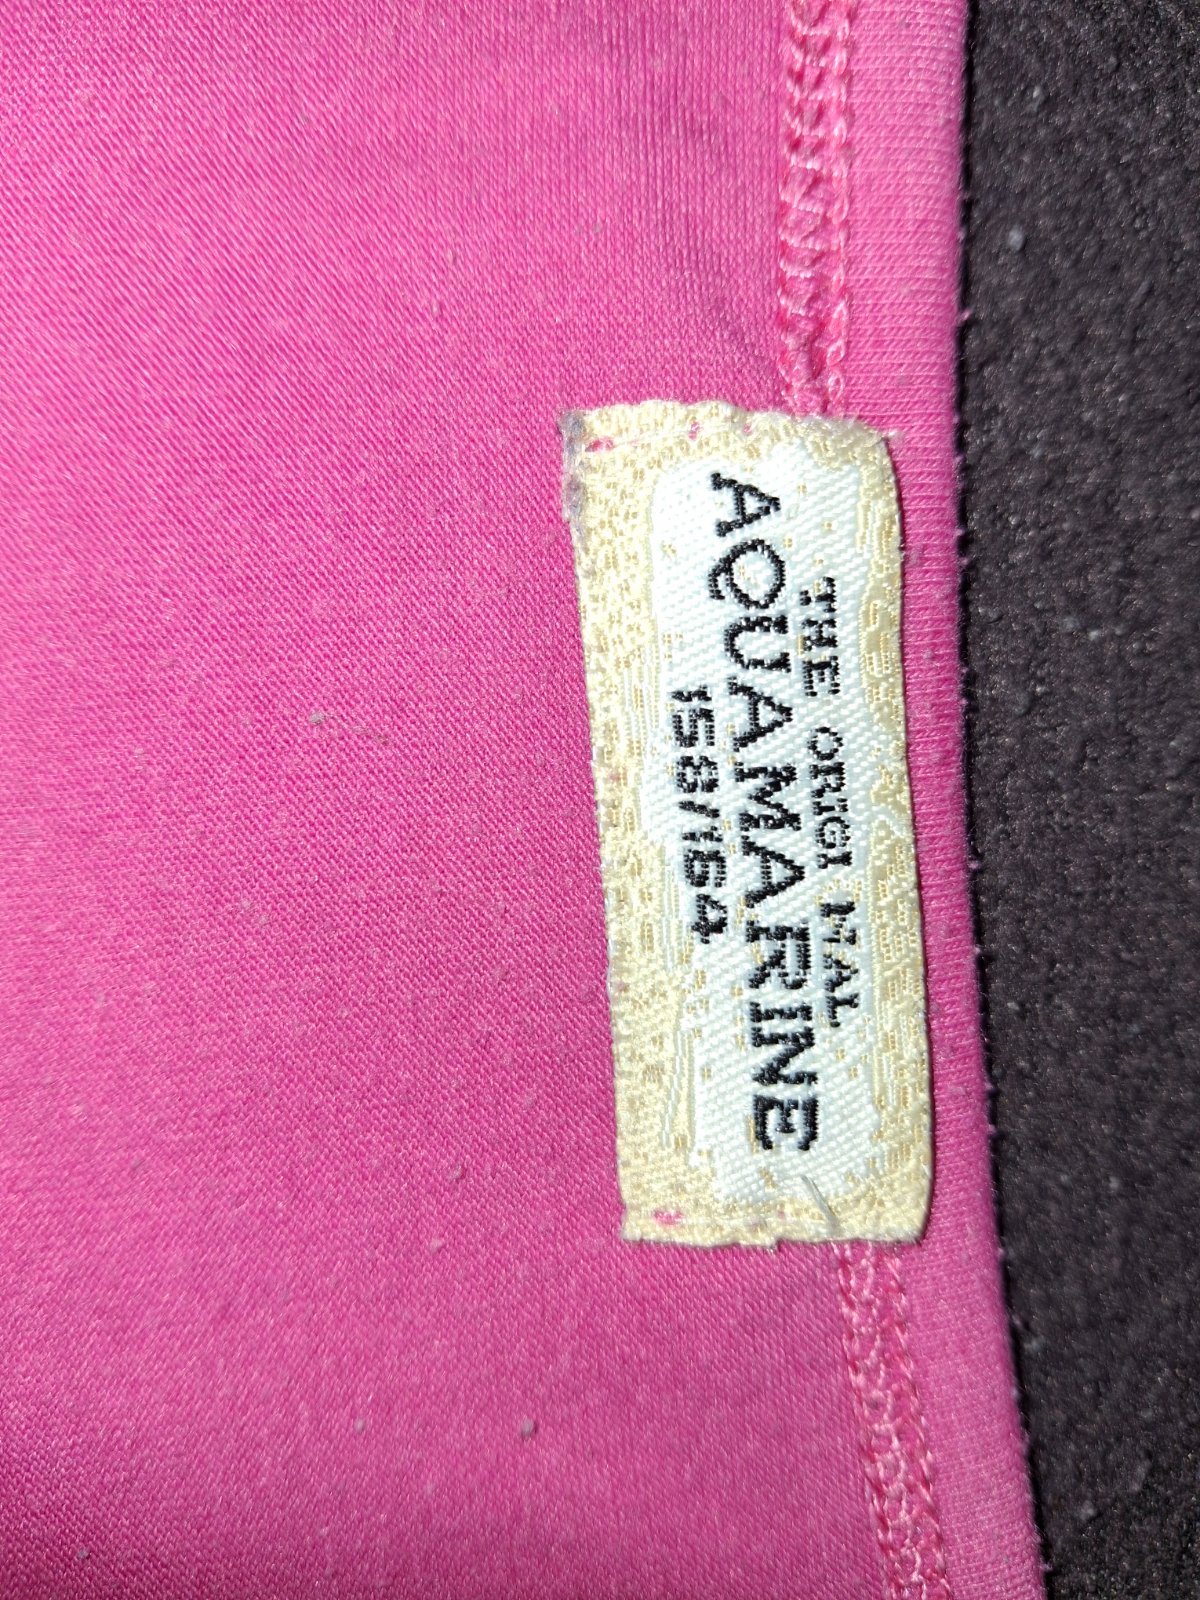 THE ORIGINAL
AQUAMARINE
158/164